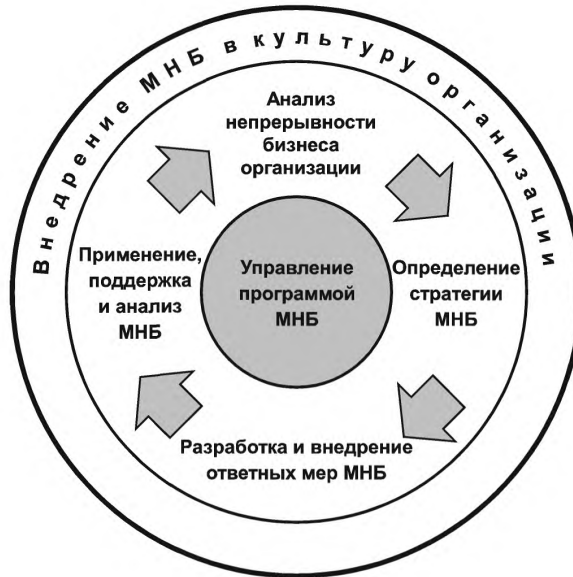 Внедрение МНБ в культуру организации
Анализ
непрерывности
бизнеса
организации
Применение,
поддержка
и анализ
МНБ
Управление
программой
МНБ
Определение
стратегии
МНБ
Разработка и внедрение
ответных мер МНБ